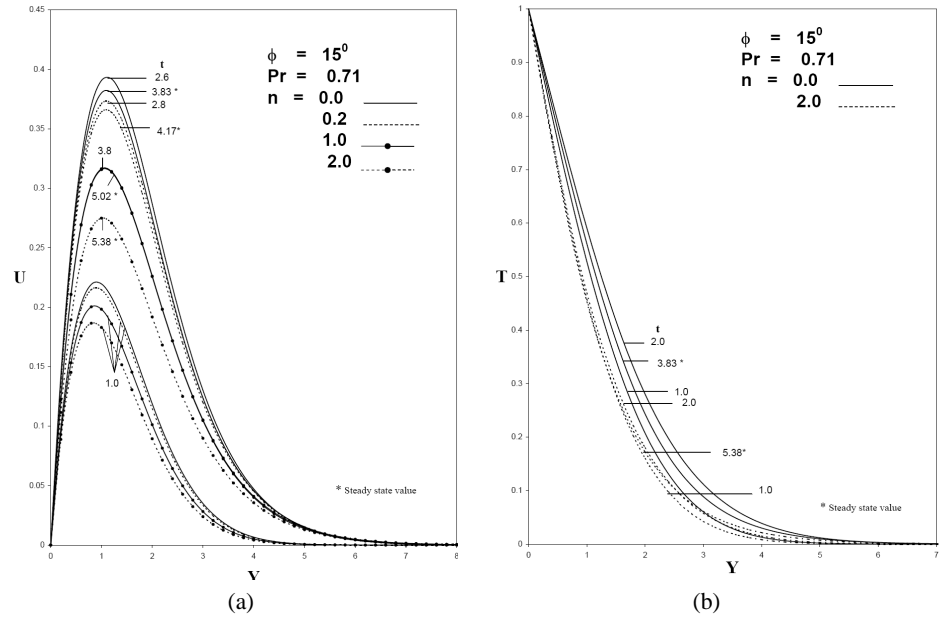 0.45
0.4
0.35
0.3
0.25
0.2
0.15
0.1
0.05
0
U
0 1 2 3 4 5 6 7 8
Y
t
2.6
3.83 *
2.8
4.17*
3.8
5.02 *
5.38 *
1.0
ϕ = 15⁰
Pr = 0.71
n = 0.0
0.2
1.0
2.0
* Steady state value
(a)
1
0.9
0.8
0.7
0.6
0.5
0.4
0.3
0.2
0.1
0
T
0 1 2 3 4 5 6 7
Y
ϕ = 15⁰
Pr = 0.71
n = 0.0
2.0
t
2.0
3.83 *
1.0
2.0
5.38*
1.0
* Steady state value
(b)